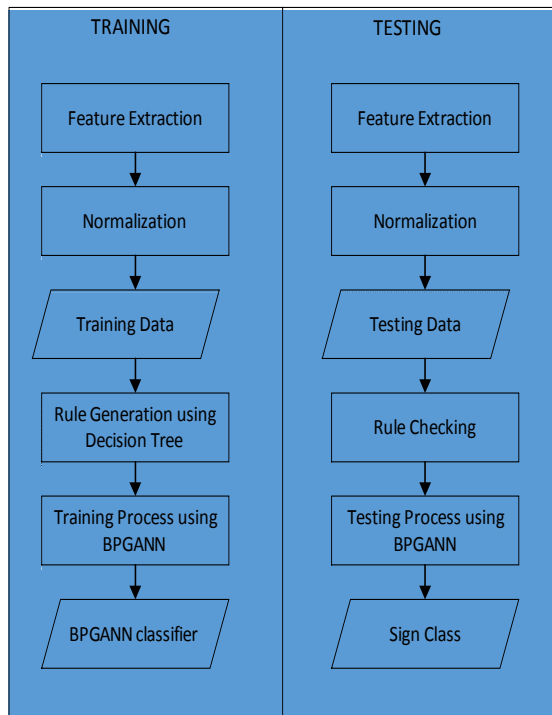 TRAINING
Feature Extraction
Normalization
Training Data
Rule Generation using
Decision Tree
Training Process using
BPGANN
BPGANN classifier
TESTING
Feature Extraction
Normalization
Testing Data
Rule Checking
Testing Process using
BPGANN
Sign Class